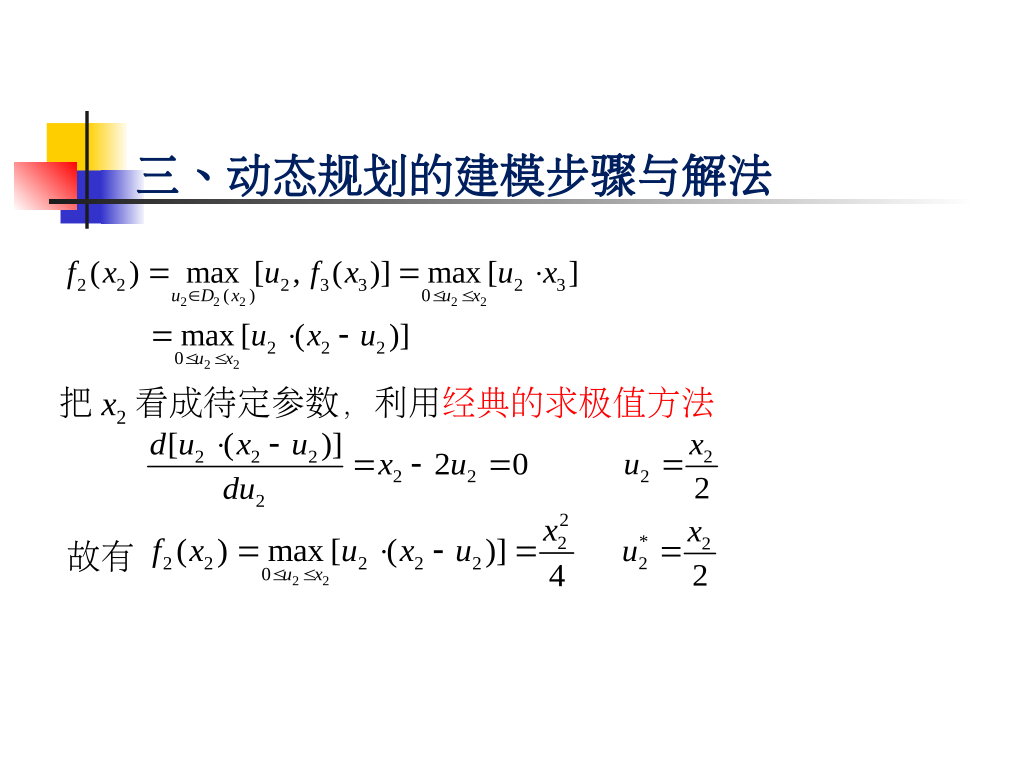 三、动态规划的建模步骤与解法
f₂(x₂) = max_{u₂∈D₂(x₂)} [u₂, f₃(x₃)] = max_{0≤u₂≤x₂} [u₂ · x₃]
= max_{0≤u₂≤x₂} [u₂ · (x₂ - u₂)]
把 x₂ 看成待定参数，利用经典的求极值方法
d[u₂ · (x₂ - u₂)] / du₂ = x₂ - 2u₂ = 0 u₂ = x₂/2
故有 f₂(x₂) = max_{0≤u₂≤x₂} [u₂ · (x₂ - u₂)] = x₂²/4 u₂* = x₂/2